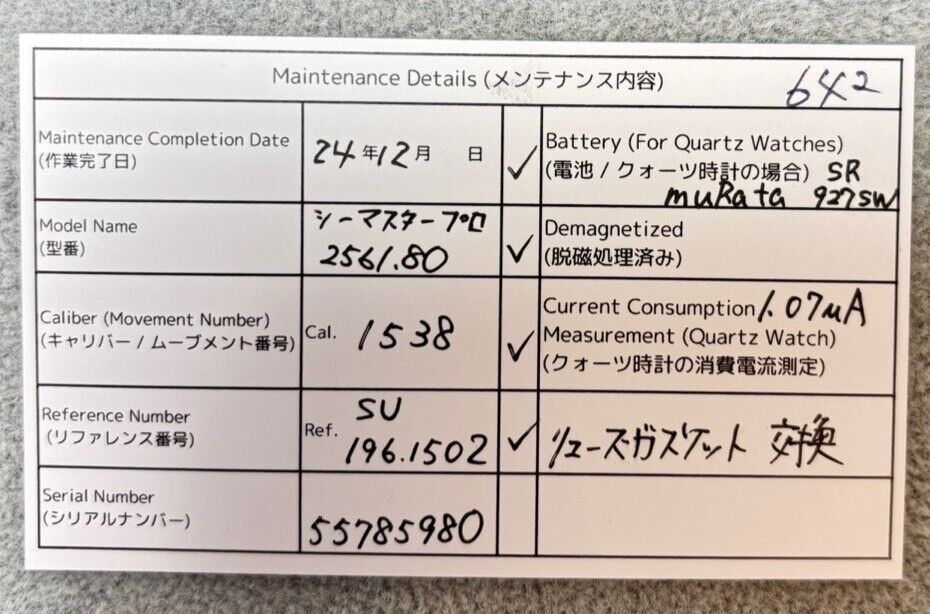 Maintenance Details (メンテナンス内容)
642
Maintenance Completion Date
(作業完了日)
24年12月 日
✓
Battery (For Quartz Watches)
(電池 / クォーツ時計の場合) SR
muRata 927SW
Model Name
(型番)
シーマスタープロ
2561.80
✓
Demagnetized
(脱磁処理済み)
Caliber (Movement Number)
(キャリバー / ムーブメント番号)
Cal. 1538
✓
Current Consumption 1.07μA
Measurement (Quartz Watch)
(クォーツ時計の消費電流測定)
Reference Number
(リファレンス番号)
SU
Ref. 196.1502
✓
リューズガスケット 交換
Serial Number
(シリアルナンバー)
55785980